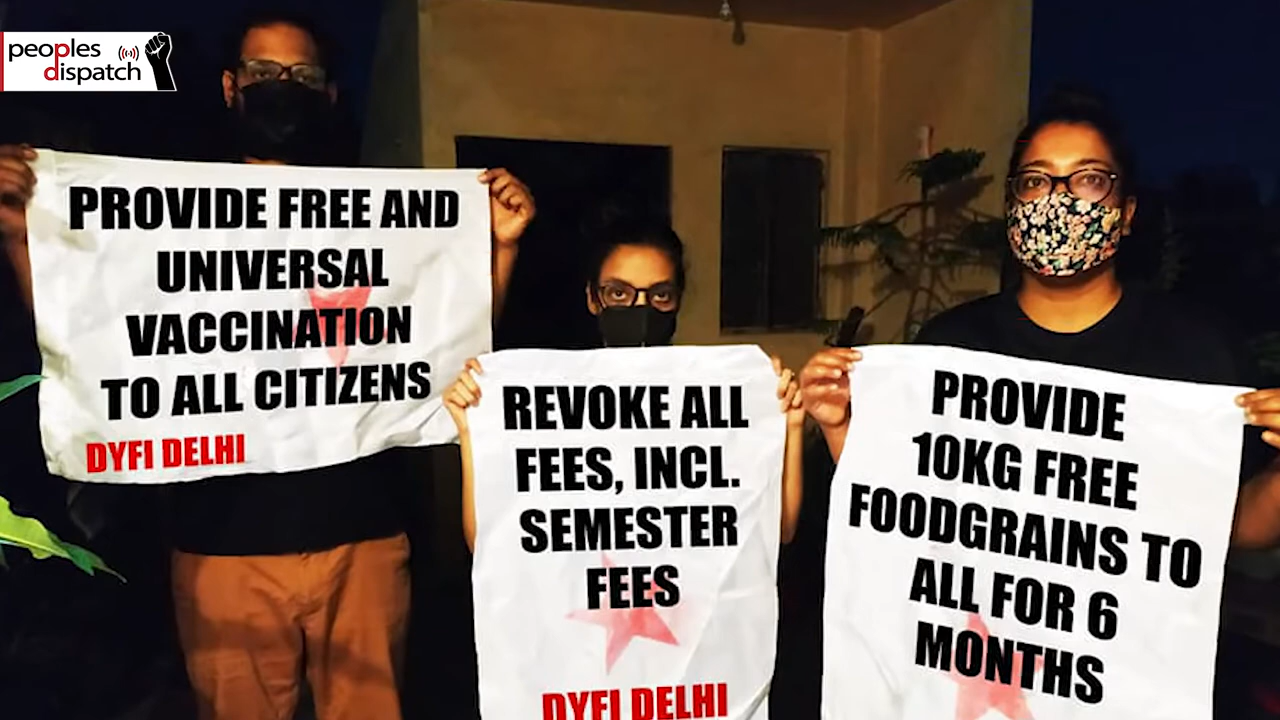 peoples
dispatch
PROVIDE FREE AND
UNIVERSAL
VACCINATION
TO ALL CITIZENS
DYFI DELHI
REVOKE ALL
FEES, INCL.
SEMESTER
FEES
DYFI DELHI
PROVIDE
10KG FREE
FOODGRAINS TO
ALL FOR 6
MONTHS